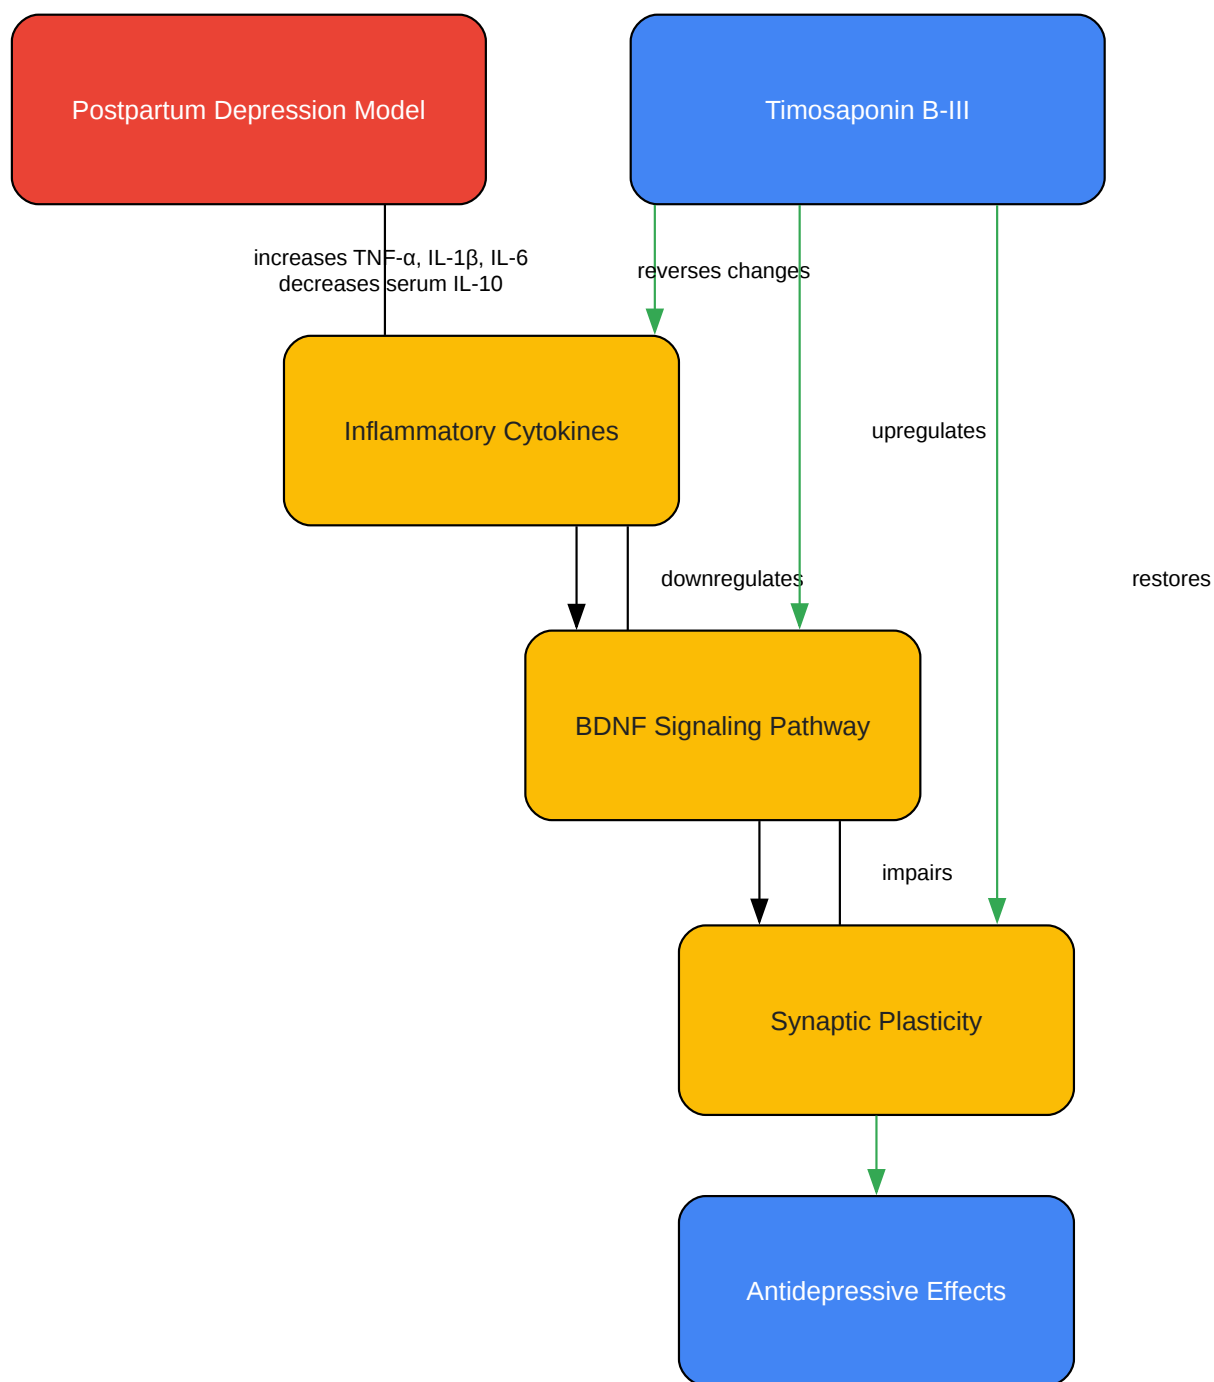 Postpartum Depression Model
Timosaponin B-III
increases TNF-α, IL-1β, IL-6
decreases serum IL-10
reverses changes
Inflammatory Cytokines
upregulates
downregulates
restores
BDNF Signaling Pathway
impairs
Synaptic Plasticity
Antidepressive Effects